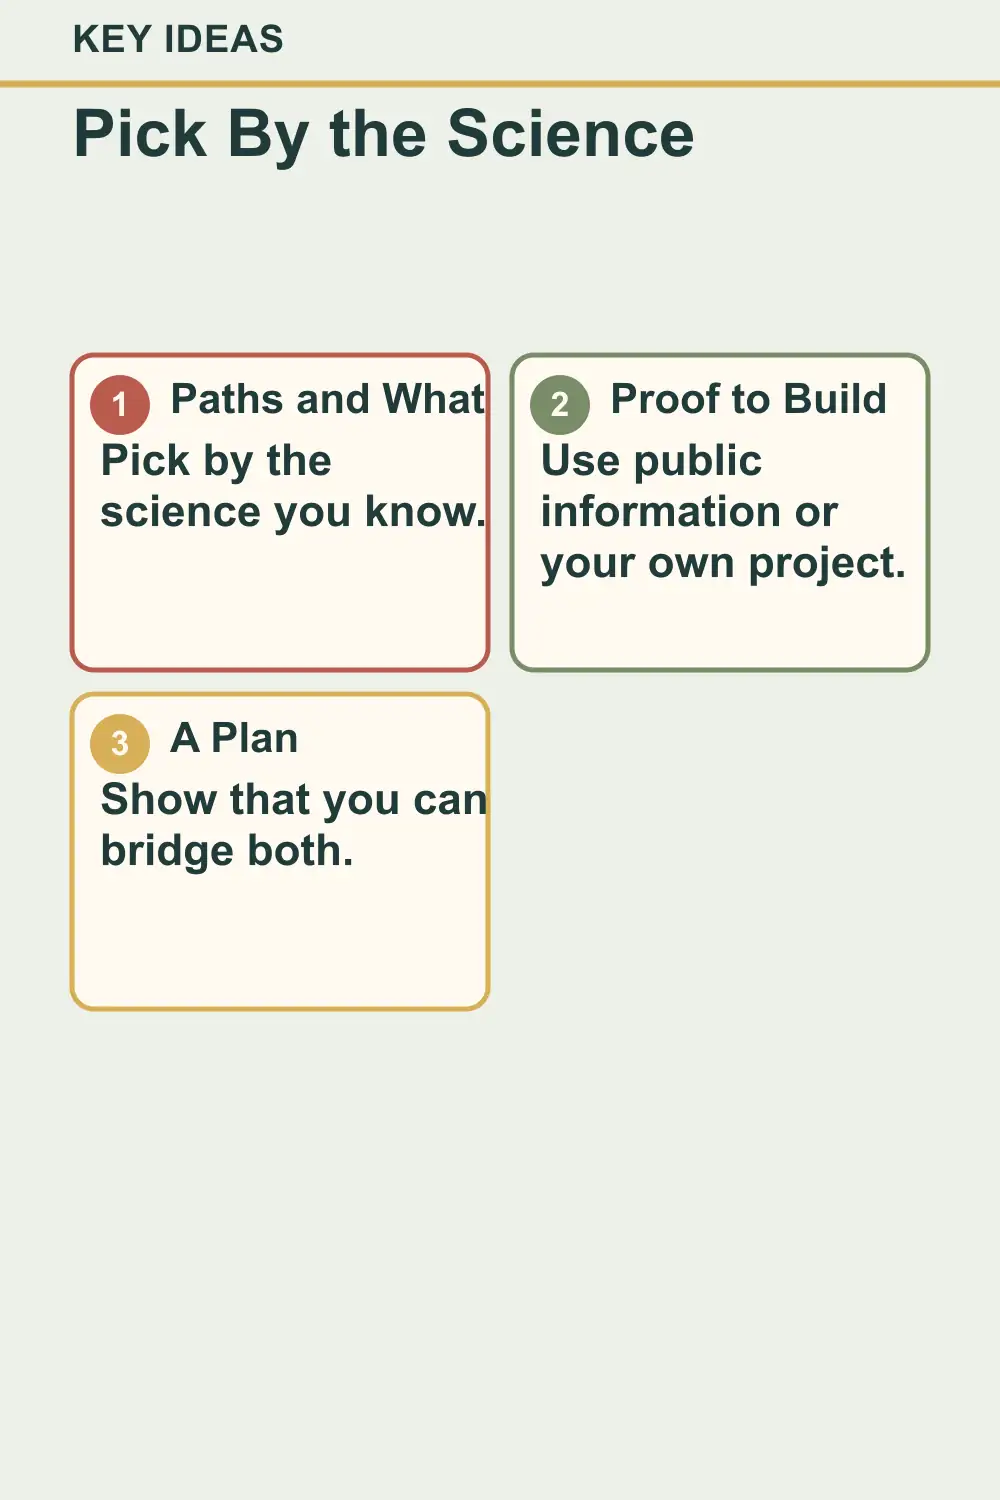 KEY IDEAS
Pick By the Science
1 Paths and What
Pick by the
science you know.
2 Proof to Build
Use public
information or
your own project.
3 A Plan
Show that you can
bridge both.